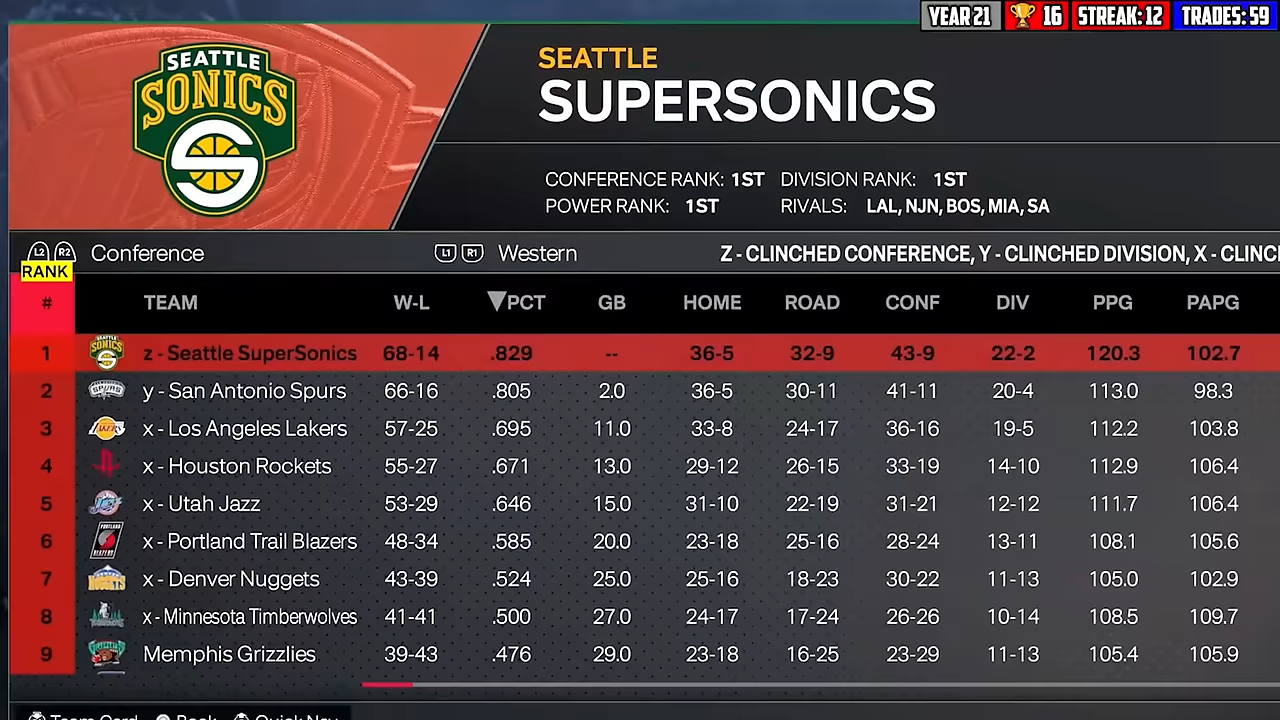 YEAR 21 🏆 16 STREAK: 12 TRADES: 59
SEATTLE
SONICS
SEATTLE
SUPERSONICS
CONFERENCE RANK: 1ST DIVISION RANK: 1ST
POWER RANK: 1ST RIVALS: LAL, NJN, BOS, MIA, SA
L2 R2 Conference L1 R1 Western Z - CLINCHED CONFERENCE, Y - CLINCHED DIVISION, X - CLINC
RANK
# TEAM W-L ▼PCT GB HOME ROAD CONF DIV PPG PAPG
1 z - Seattle SuperSonics 68-14 .829 -- 36-5 32-9 43-9 22-2 120.3 102.7
2 y - San Antonio Spurs 66-16 .805 2.0 36-5 30-11 41-11 20-4 113.0 98.3
3 x - Los Angeles Lakers 57-25 .695 11.0 33-8 24-17 36-16 19-5 112.2 103.8
4 x - Houston Rockets 55-27 .671 13.0 29-12 26-15 33-19 14-10 112.9 106.4
5 x - Utah Jazz 53-29 .646 15.0 31-10 22-19 31-21 12-12 111.7 106.4
6 x - Portland Trail Blazers 48-34 .585 20.0 23-18 25-16 28-24 13-11 108.1 105.6
7 x - Denver Nuggets 43-39 .524 25.0 25-16 18-23 30-22 11-13 105.0 102.9
8 x - Minnesota Timberwolves 41-41 .500 27.0 24-17 17-24 26-26 10-14 108.5 109.7
9 Memphis Grizzlies 39-43 .476 29.0 23-18 16-25 23-29 11-13 105.4 105.9
Team Card Back Quick Nav